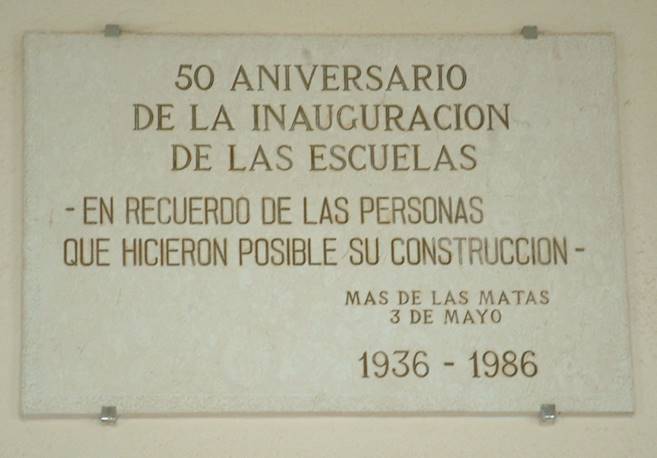 50 ANIVERSARIO
DE LA INAUGURACION
DE LAS ESCUELAS
- EN RECUERDO DE LAS PERSONAS
QUE HICIERON POSIBLE SU CONSTRUCCION -
MAS DE LAS MATAS
3 DE MAYO
1936 - 1986